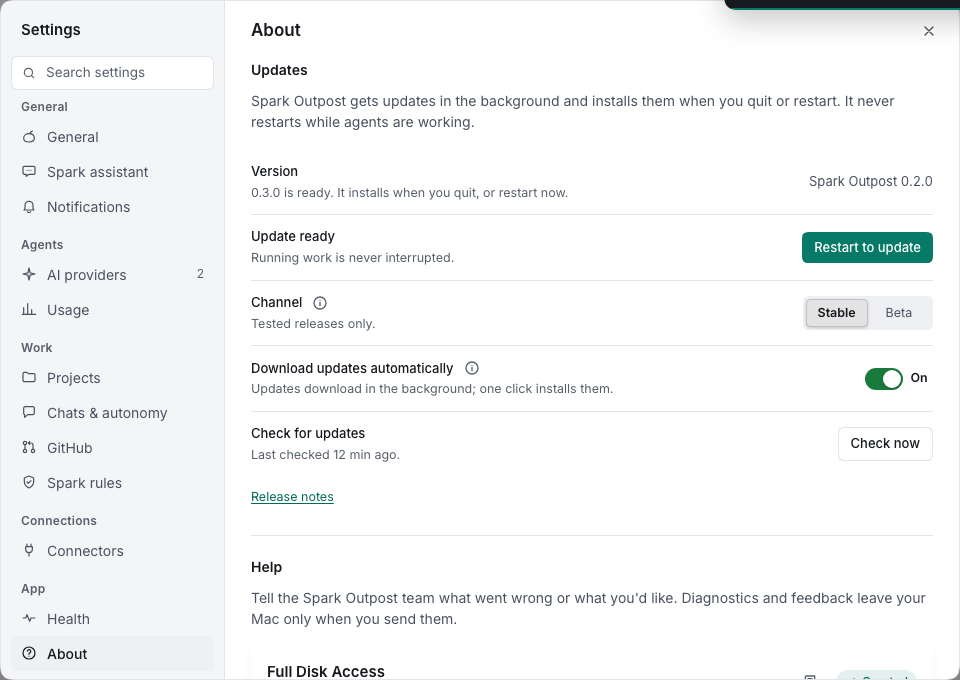 Settings
Search settings
General
General
Spark assistant
Notifications
Agents
AI providers 2
Usage
Work
Projects
Chats & autonomy
GitHub
Spark rules
Connections
Connectors
App
Health
About
About
Updates
Spark Outpost gets updates in the background and installs them when you quit or restart. It never
restarts while agents are working.
Version
0.3.0 is ready. It installs when you quit, or restart now.
Spark Outpost 0.2.0
Update ready
Running work is never interrupted.
Restart to update
Channel
Tested releases only.
Stable Beta
Download updates automatically
Updates download in the background; one click installs them.
On
Check for updates
Last checked 12 min ago.
Check now
Release notes
Help
Tell the Spark Outpost team what went wrong or what you'd like. Diagnostics and feedback leave your
Mac only when you send them.
Full Disk Access